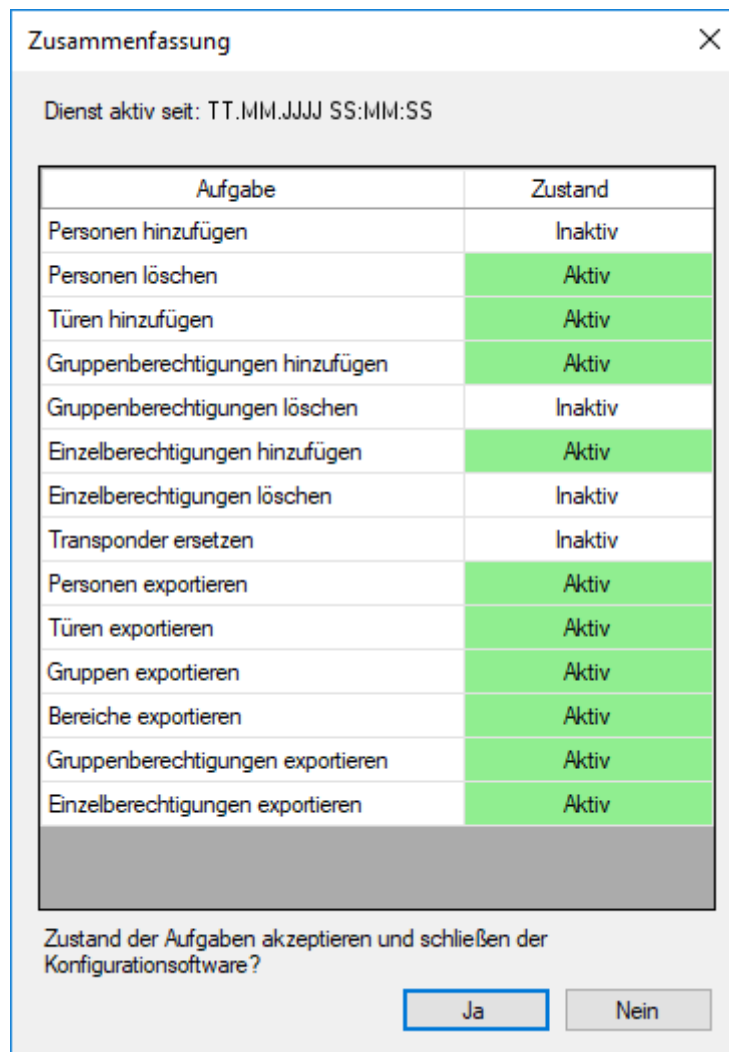 Zusammenfassung
Dienst aktiv seit: TT.MM.JJJJ SS:MM:SS
Aufgabe Zustand
Personen hinzufügen Inaktiv
Personen löschen Aktiv
Türen hinzufügen Aktiv
Gruppenberechtigungen hinzufügen Aktiv
Gruppenberechtigungen löschen Inaktiv
Einzelberechtigungen hinzufügen Aktiv
Einzelberechtigungen löschen Inaktiv
Transponder ersetzen Inaktiv
Personen exportieren Aktiv
Türen exportieren Aktiv
Gruppen exportieren Aktiv
Bereiche exportieren Aktiv
Gruppenberechtigungen exportieren Aktiv
Einzelberechtigungen exportieren Aktiv
Zustand der Aufgaben akzeptieren und schließen der
Konfigurationsoftware?
Ja Nein